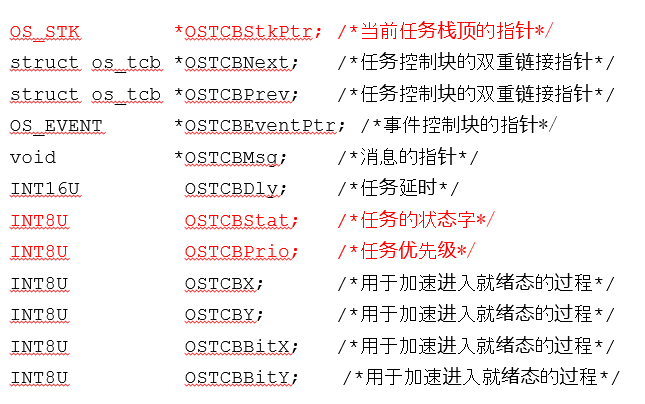 OS_STK *OSTCBStkPtr; /*当前任务栈顶的指针*/
struct os_tcb *OSTCBNext; /*任务控制块的双重链接指针*/
struct os_tcb *OSTCBPrev; /*任务控制块的双重链接指针*/
OS_EVENT *OSTCBEventPtr; /*事件控制块的指针*/
void *OSTCBMsg; /*消息的指针*/
INT16U OSTCBDly; /*任务延时*/
INT8U OSTCBStat; /*任务的状态字*/
INT8U OSTCBPrio; /*任务优先级*/
INT8U OSTCBX; /*用于加速进入就绪态的过程*/
INT8U OSTCBY; /*用于加速进入就绪态的过程*/
INT8U OSTCBBitX; /*用于加速进入就绪态的过程*/
INT8U OSTCBBitY; /*用于加速进入就绪态的过程*/